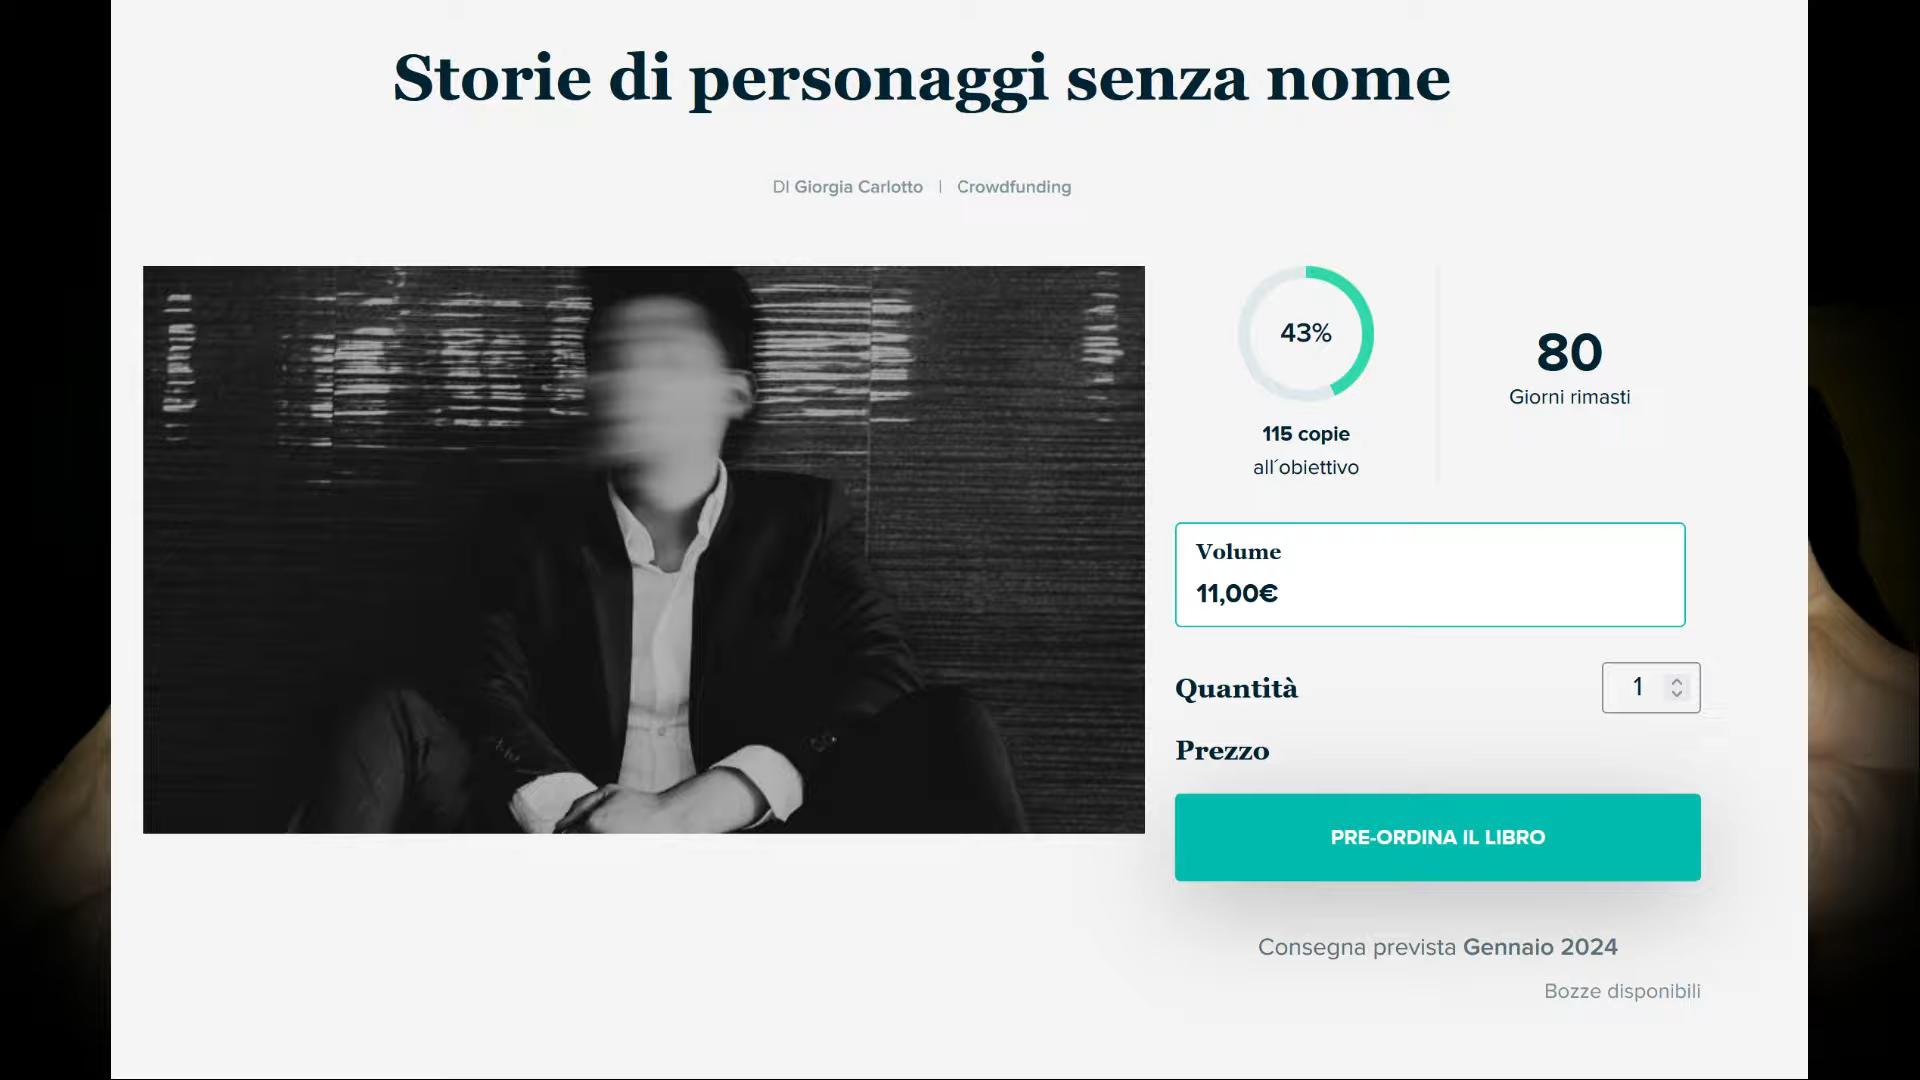 Storie di personaggi senza nome
DI Giorgia Carlotto | Crowdfunding
43%
115 copie
all´obiettivo
80
Giorni rimasti
Volume
11,00€
Quantità
1
Prezzo
PRE-ORDINA IL LIBRO
Consegna prevista Gennaio 2024
Bozze disponibili